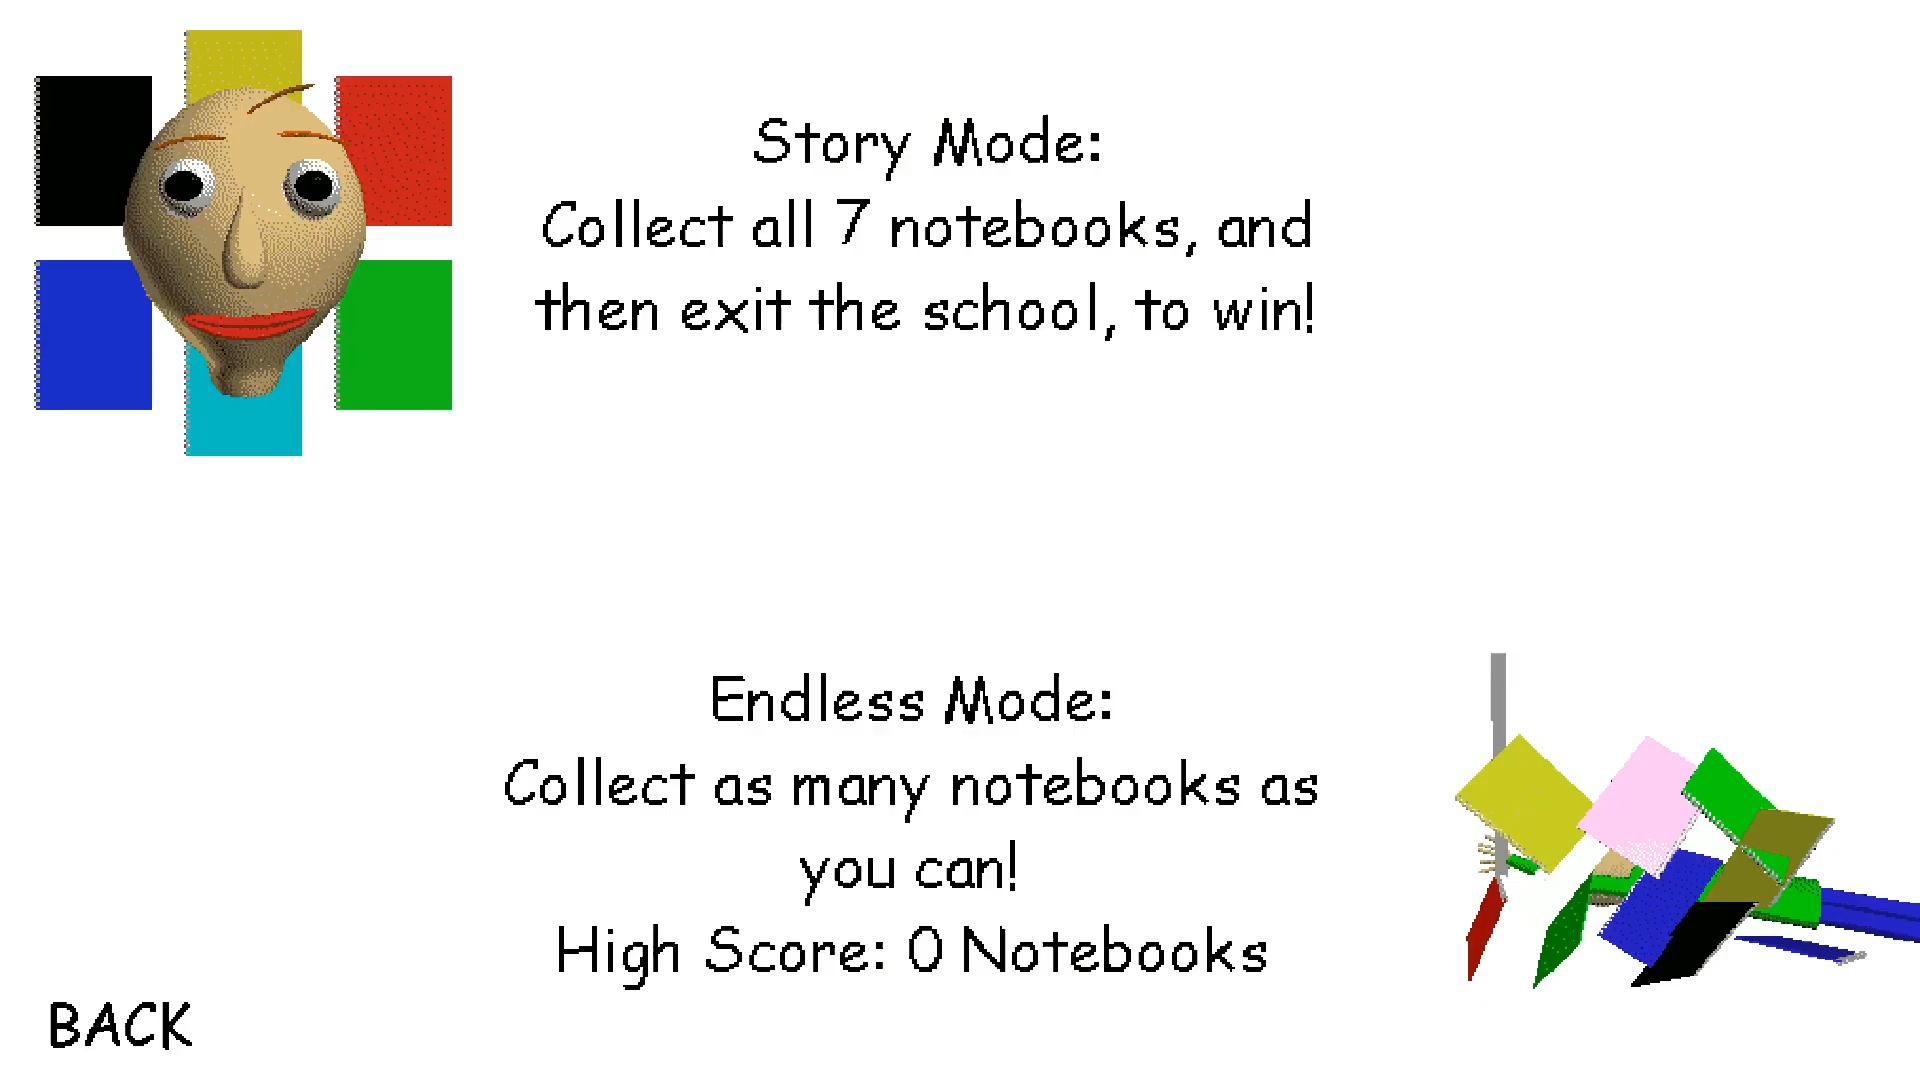 Story Mode:
Collect all 7 notebooks, and
then exit the school, to win!
Endless Mode:
Collect as many notebooks as
you can!
High Score: 0 Notebooks
BACK